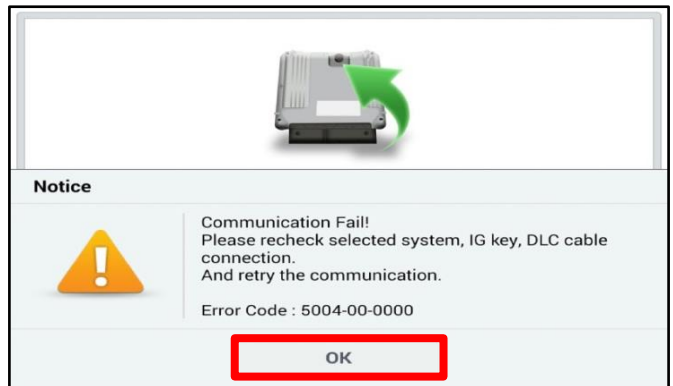 Notice
Communication Fail!
Please recheck selected system, IG key, DLC cable
connection.
And retry the communication.
Error Code : 5004-00-0000
OK